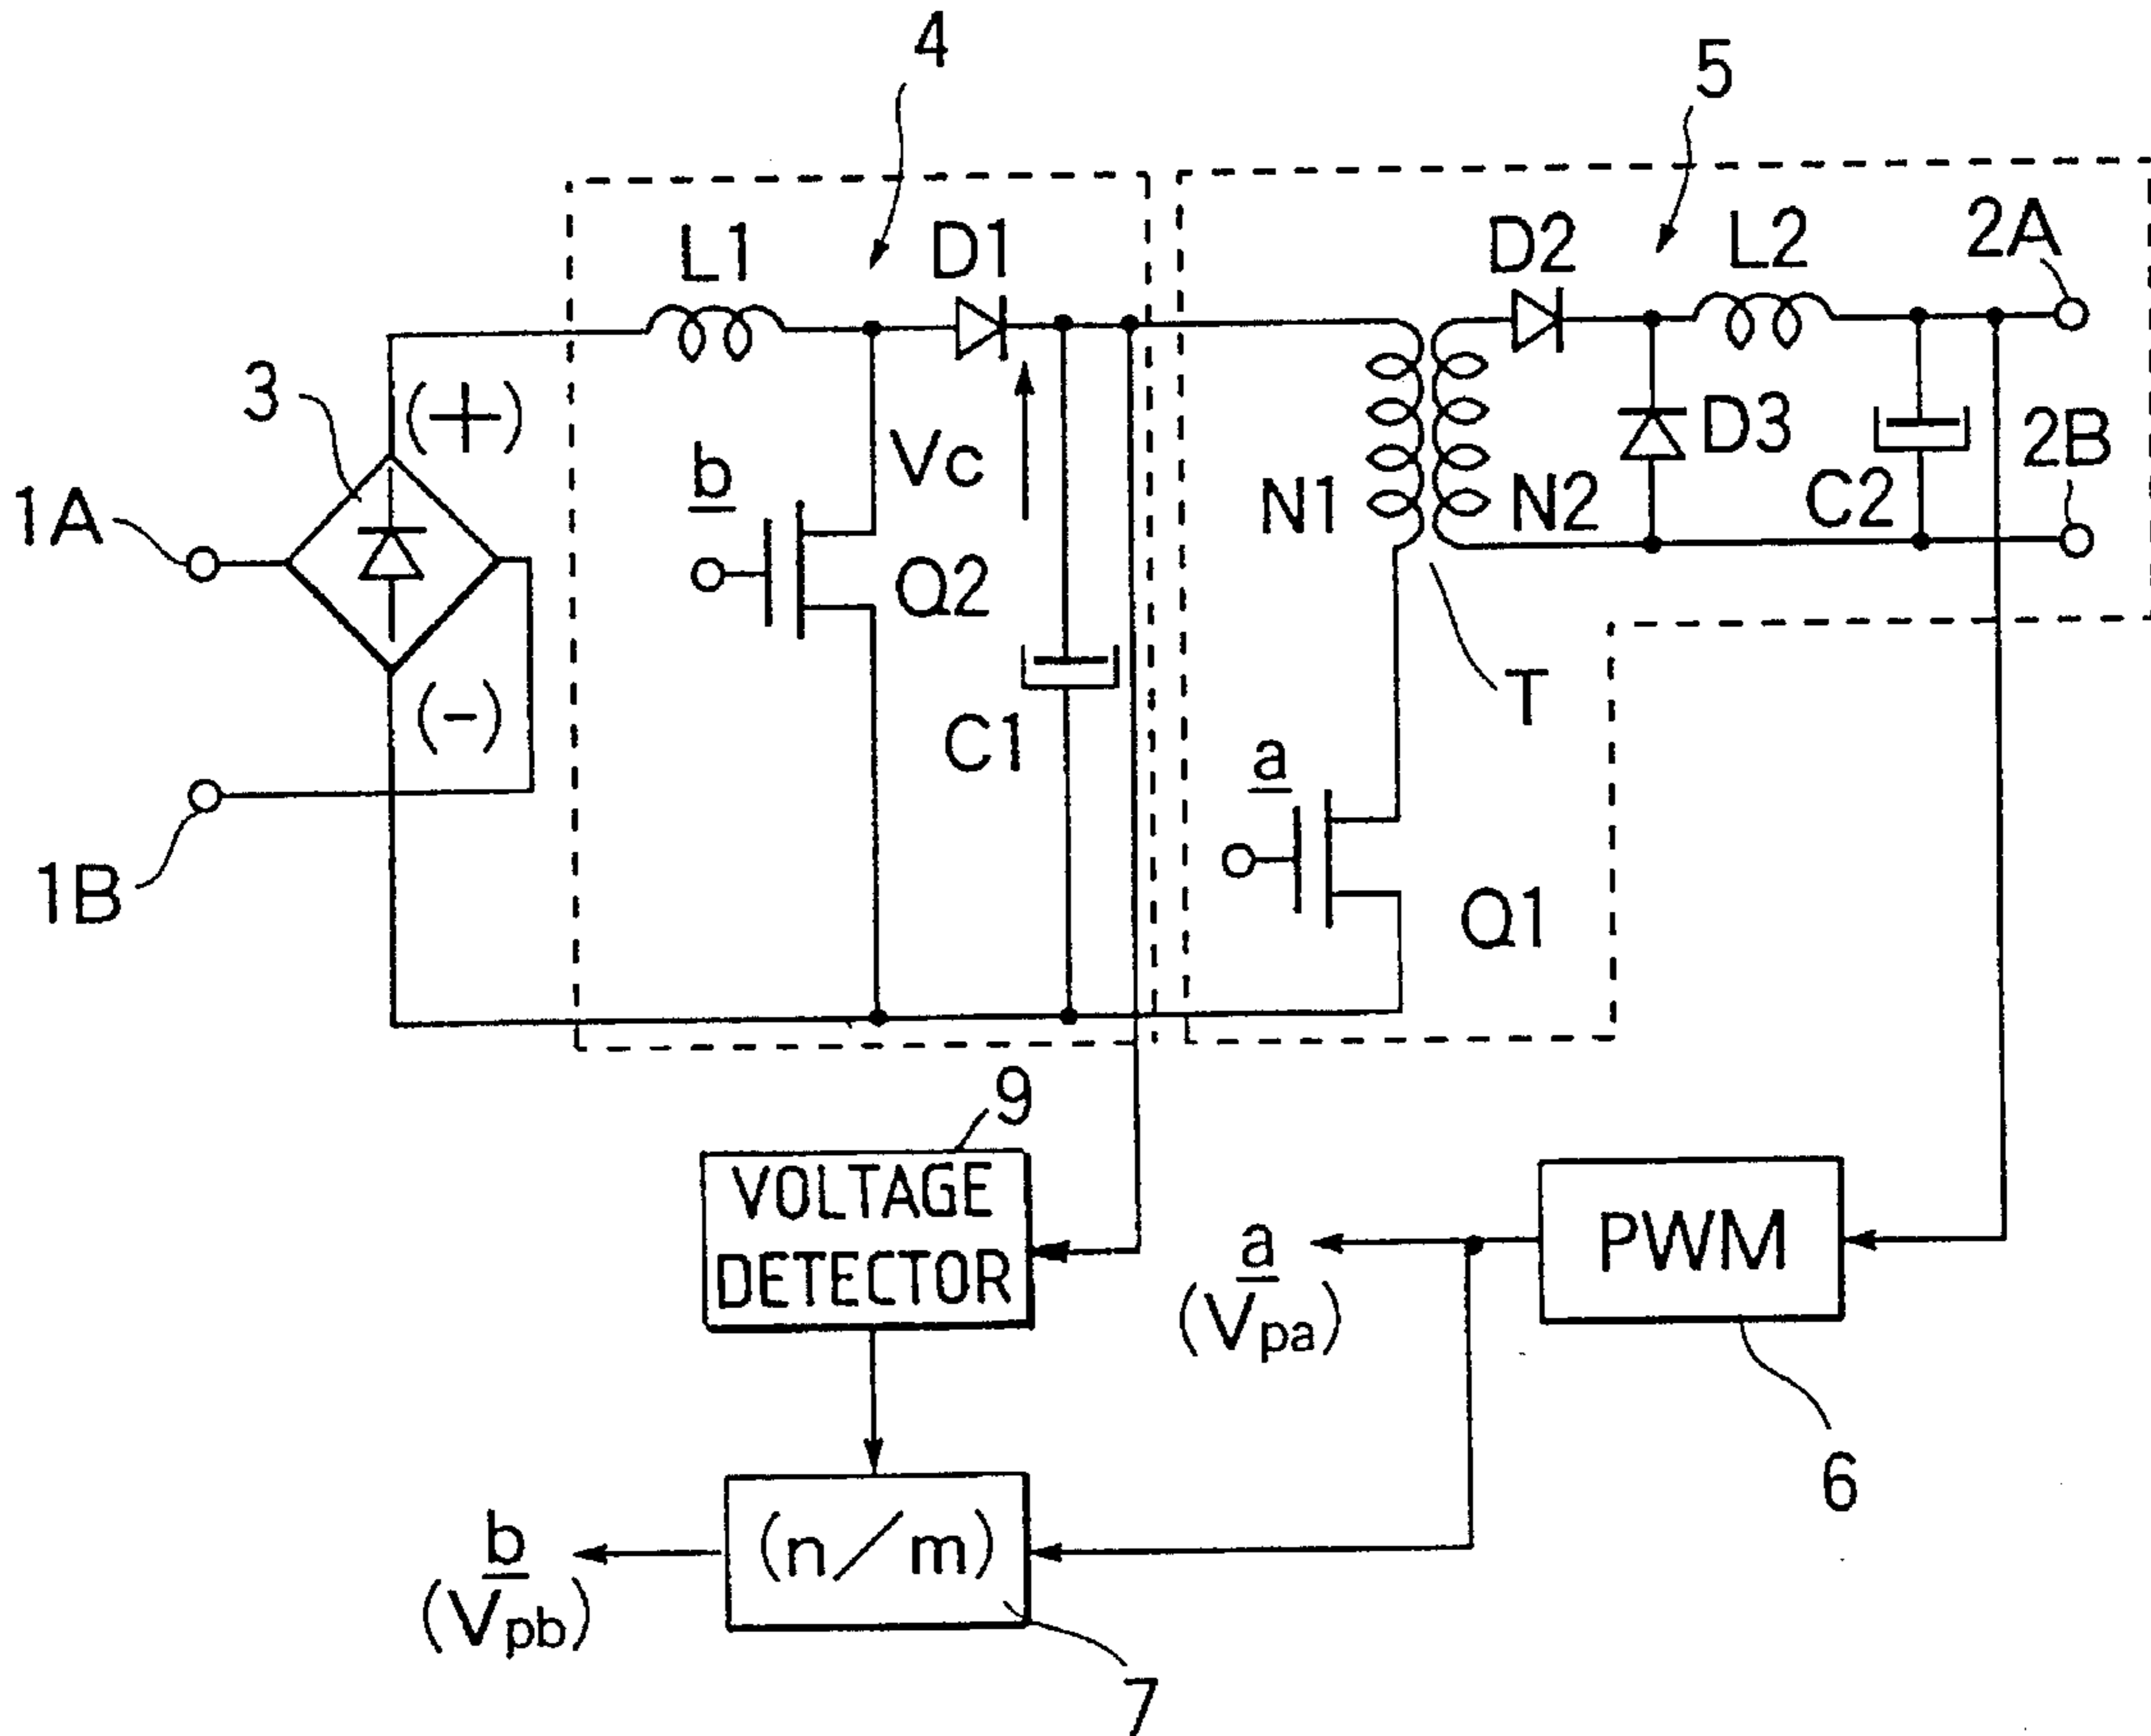 4
5
L1
D1
D2
L2
2A
3
(+)
b
Vc
N1
N2
D3
C2
2B
1A
Q2
(-)
C1
T
a
1B
Q1
9
VOLTAGE
DETECTOR
a
(Vpa)
PWM
6
b
(Vpb)
(n/m)
7